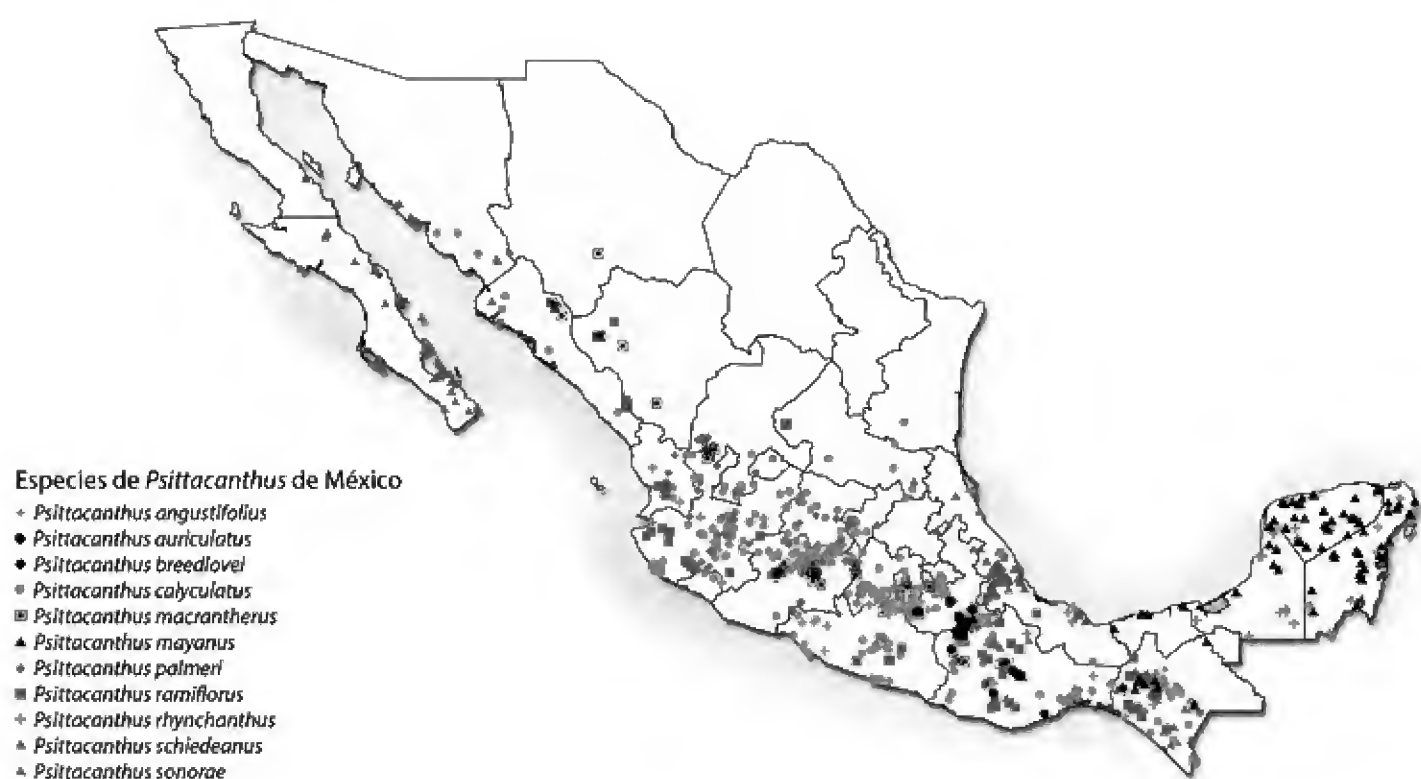 Especies de Psittacanthus de México
Psittacanthus angustifolius
Psittacanthus auriculatus
Psittacanthus breedlovei
Psittacanthus calyculatus
Psittacanthus macrantherus
Psittacanthus mayanus
Psittacanthus palmeri
Psittacanthus ramiflorus
Psittacanthus rhynchanthus
Psittacanthus schiedeanus
Psittacanthus sonorae